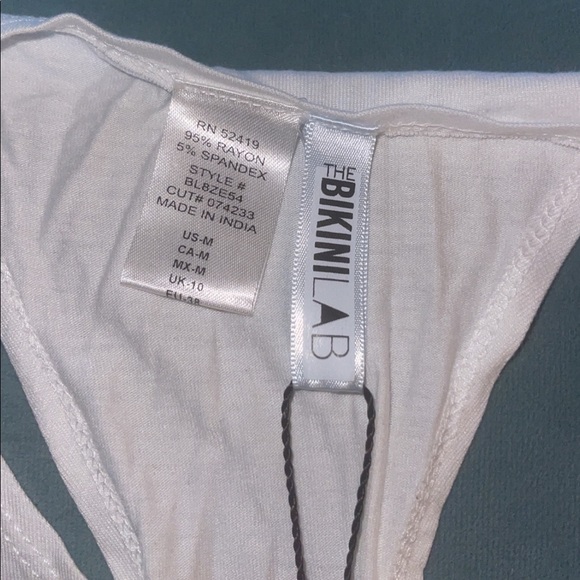 RN 52419
95% RAYON
5% SPANDEX
STYLE #
BL8ZE54
CUT# 074233
MADE IN INDIA
US-M
CA-M
MX-M
UK-10
EU-38
THE
BIKINI LAB